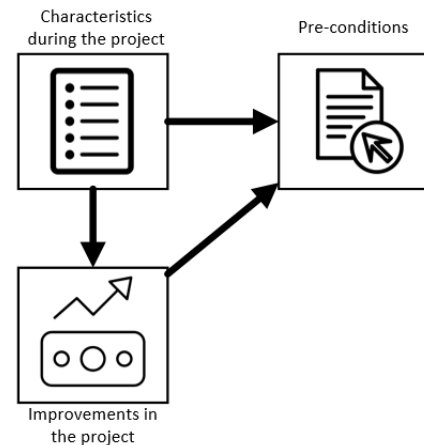 Characteristics
during the project
Pre-conditions
Improvements in
the project